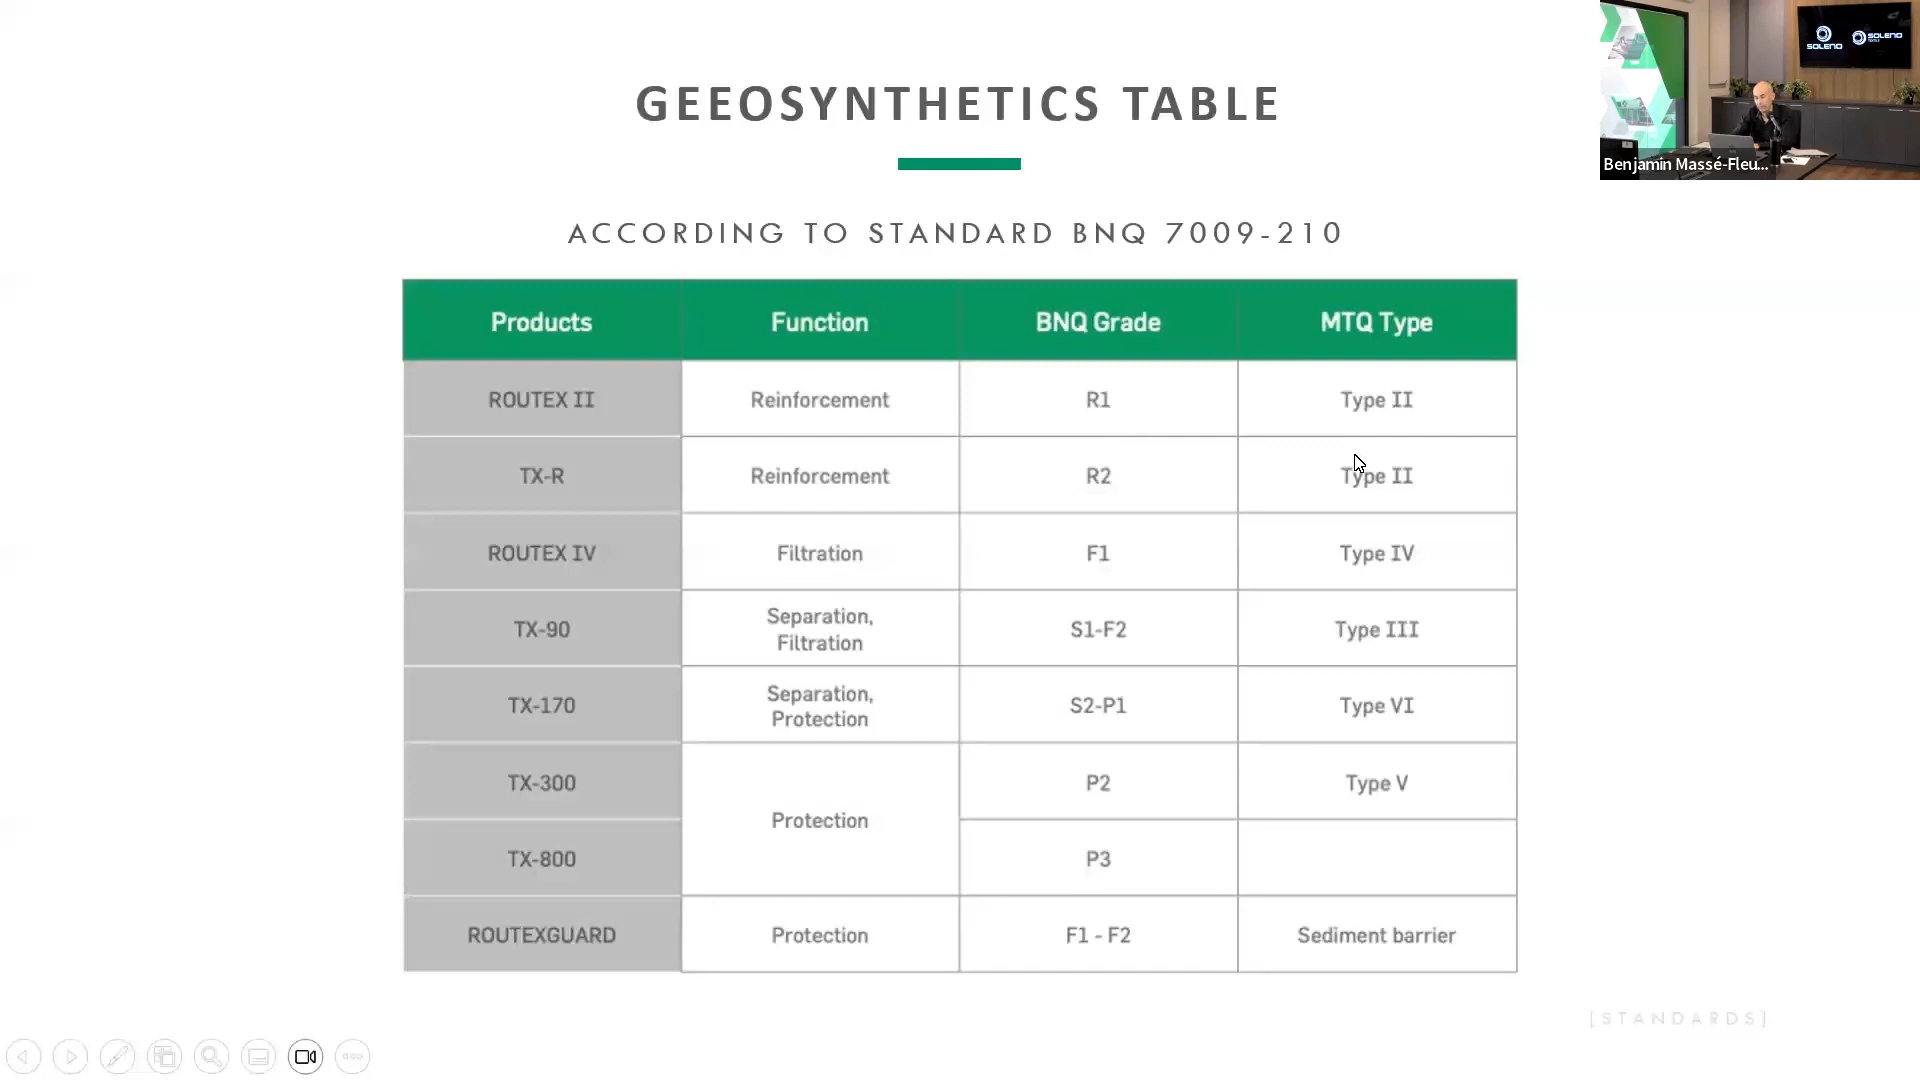 GEEOSYNTHETICS TABLE
ACCORDING TO STANDARD BNQ 7009-210
Products Function BNQ Grade MTQ Type
ROUTEX II Reinforcement R1 Type II
TX-R Reinforcement R2 Type II
ROUTEX IV Filtration F1 Type IV
TX-90 Separation, Filtration S1-F2 Type III
TX-170 Separation, Protection S2-P1 Type VI
TX-300 Protection P2 Type V
TX-800 P3
ROUTEXGUARD Protection F1 - F2 Sediment barrier
[STANDARDS]
SOLENO SOLENO
Benjamin Massé-Fleu...